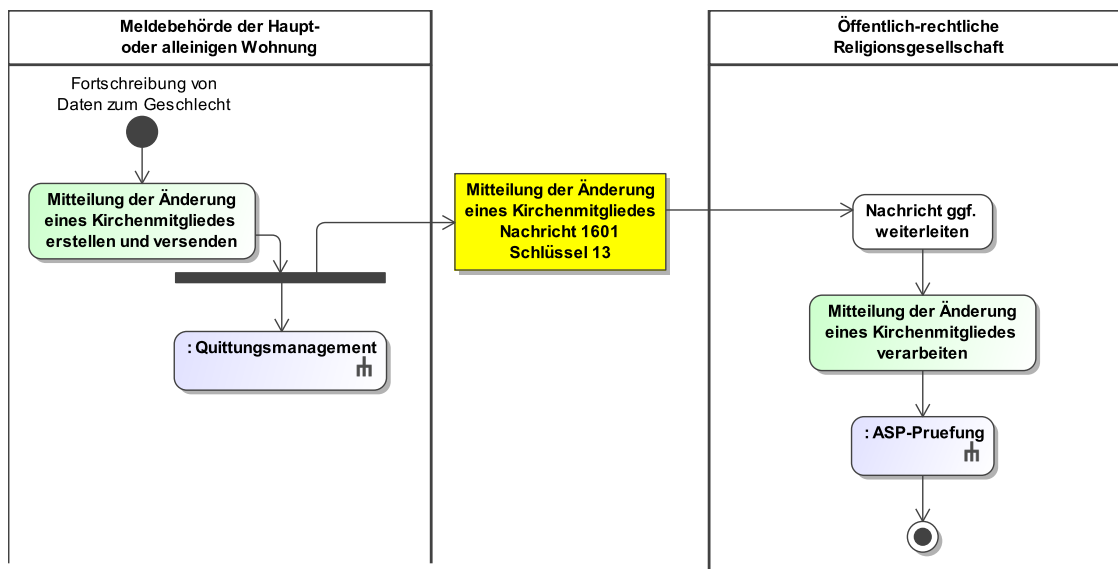 Meldebehörde der Haupt-
oder alleinigen Wohnung
Fortschreibung von
Daten zum Geschlecht
Mitteilung der Änderung
eines Kirchenmitgliedes
erstellen und versenden
: Quittungsmanagement
Mitteilung der Änderung
eines Kirchenmitgliedes
Nachricht 1601
Schlüssel 13
Öffentlich-rechtliche
Religionsgesellschaft
Nachricht ggf.
weiterleiten
Mitteilung der Änderung
eines Kirchenmitgliedes
verarbeiten
: ASP-Pruefung